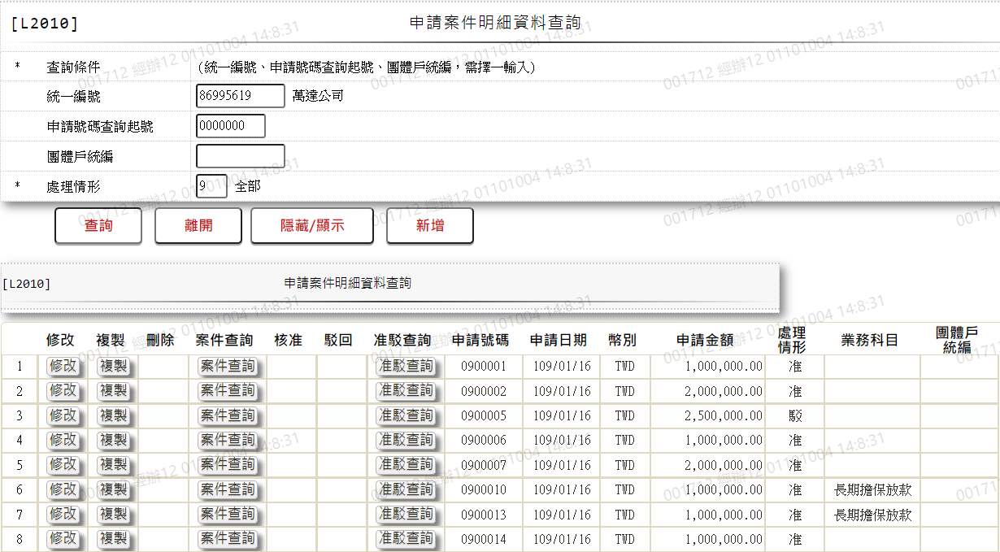 [L2010] 申請案件明細資料查詢
* 查詢條件 (統一編號、申請號碼查詢起號、團體戶統編，需擇一輸入)
統一編號 86995619 萬達公司
申請號碼查詢起號 0000000
團體戶統編
* 處理情形 9 全部
查詢 離開 隱藏/顯示 新增
[L2010] 申請案件明細資料查詢
修改 複製 刪除 案件查詢 核准 駁回 准駁查詢 申請號碼 申請日期 幣別 申請金額 處理情形 業務科目 團體戶統編
1 修改 複製 案件查詢 准駁查詢 0900001 109/01/16 TWD 1,000,000.00 准
2 修改 複製 案件查詢 准駁查詢 0900002 109/01/16 TWD 2,000,000.00 准
3 修改 複製 案件查詢 准駁查詢 0900005 109/01/16 TWD 2,500,000.00 駁
4 修改 複製 案件查詢 准駁查詢 0900006 109/01/16 TWD 1,000,000.00 准
5 修改 複製 案件查詢 准駁查詢 0900007 109/01/16 TWD 2,000,000.00 准
6 修改 複製 案件查詢 准駁查詢 0900010 109/01/16 TWD 1,000,000.00 准 長期擔保放款
7 修改 複製 案件查詢 准駁查詢 0900013 109/01/16 TWD 1,000,000.00 准 長期擔保放款
8 修改 複製 案件查詢 准駁查詢 0900014 109/01/16 TWD 1,000,000.00 准
001712 經辦12 01101004 14:8:31